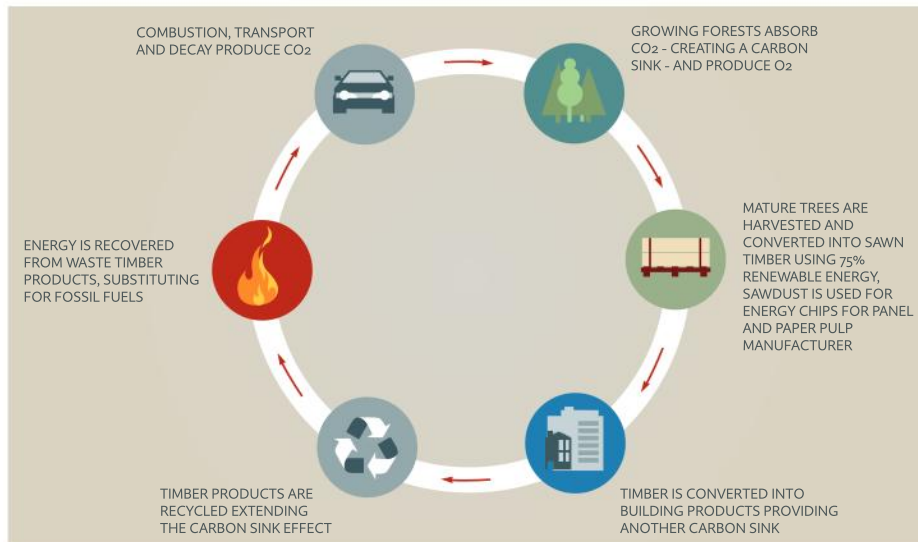 COMBUSTION, TRANSPORT
AND DECAY PRODUCE CO2
GROWING FORESTS ABSORB
CO2 - CREATING A CARBON
SINK - AND PRODUCE O2
MATURE TREES ARE
HARVESTED AND
CONVERTED INTO SAWN
TIMBER USING 75%
RENEWABLE ENERGY,
SAWDUST IS USED FOR
ENERGY CHIPS FOR PANEL
AND PAPER PULP
MANUFACTURER
TIMBER IS CONVERTED INTO
BUILDING PRODUCTS PROVIDING
ANOTHER CARBON SINK
TIMBER PRODUCTS ARE
RECYCLED EXTENDING
THE CARBON SINK EFFECT
ENERGY IS RECOVERED
FROM WASTE TIMBER
PRODUCTS, SUBSTITUTING
FOR FOSSIL FUELS